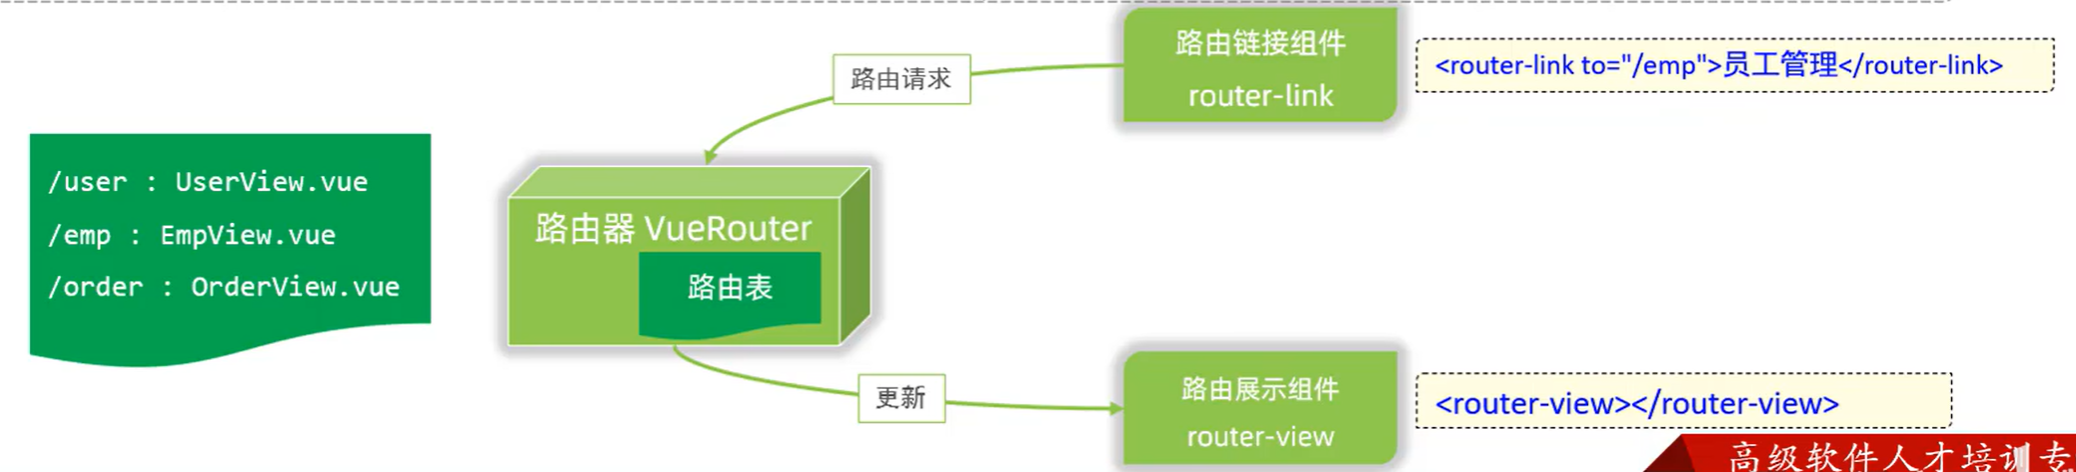 路由链接组件
router-link
<router-link to="/emp">员工管理</router-link>
路由请求
/user : UserView.vue
/emp : EmpView.vue
/order : OrderView.vue
路由器 VueRouter
路由表
更新
路由展示组件
router-view
<router-view></router-view>
高级软件人才培训专